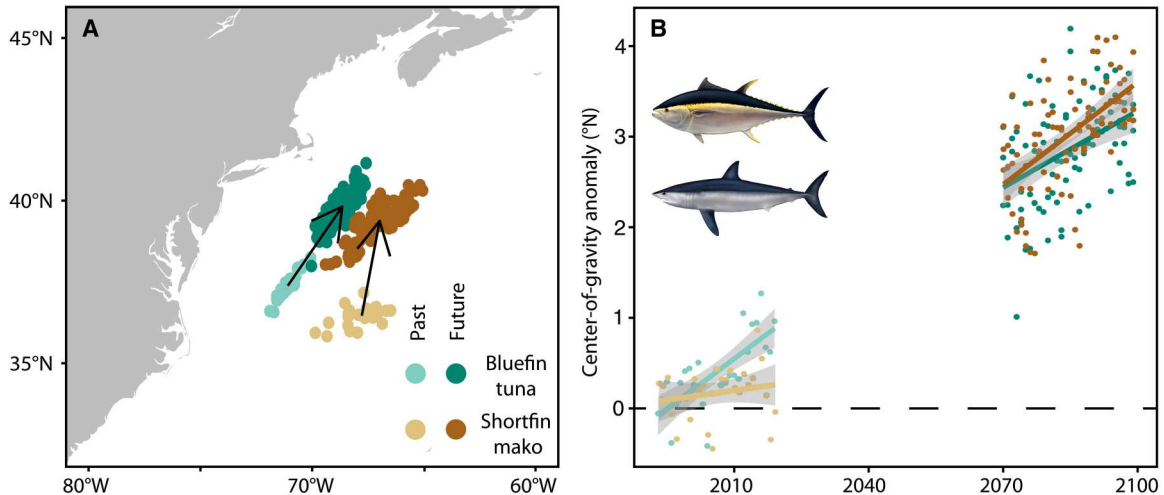 A
45°N
40°N
35°N
80°W
70°W
60°W
Past
Future
Bluefin
tuna
Shortfin
mako
B
Center-of-gravity anomaly (°N)
4
3
2
1
0
2010
2040
2070
2100